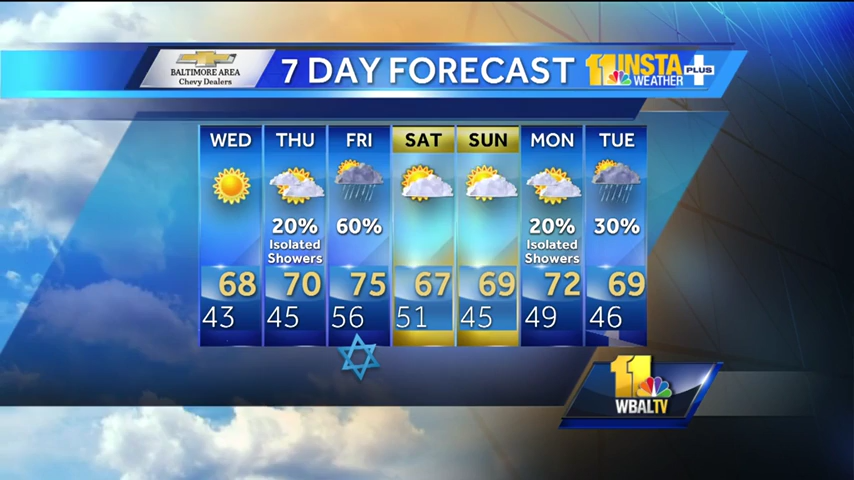 BALTIMORE AREA
Chevy Dealers
7 DAY FORECAST
11 INSTA
WEATHER PLUS
WED THU FRI SAT SUN MON TUE
20% 60% 20% 30%
Isolated Isolated
Showers Showers
68 70 75 67 69 72 69
43 45 56 51 45 49 46
11
WBALTV